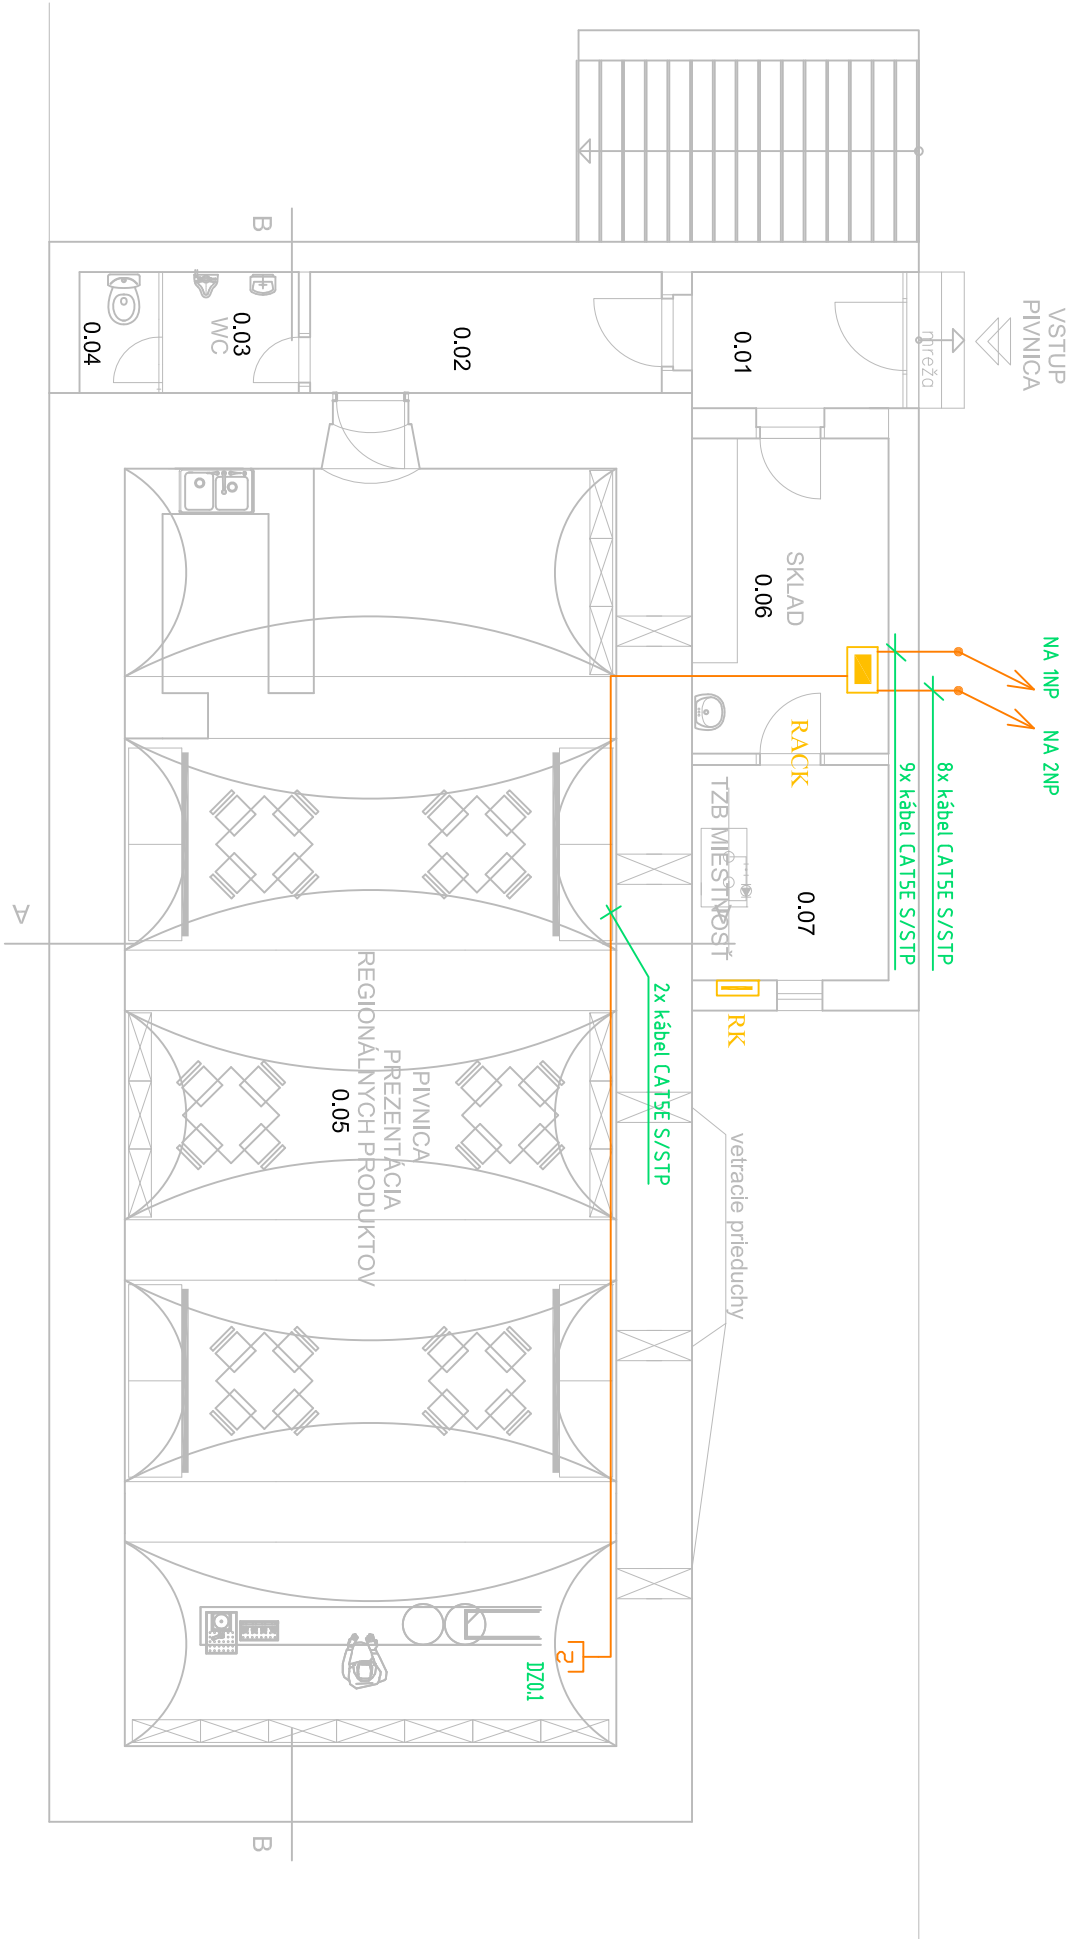 VSTUP
PIVNICA
mreža
0.01
0.02
0.03
WC
0.04
B
SKLAD
0.06
RACK
NA 1NP
NA 2NP
8x kábel CAT5E S/STP
9x kábel CAT5E S/STP
TZB MIESTNOSŤ
0.07
RK
A
2x kábel CAT5E S/STP
PIVNICA
PREZENTÁCIA
REGIONÁLNYCH PRODUKTOV
0.05
vetracie prieduchy
2
DZ0.1
B